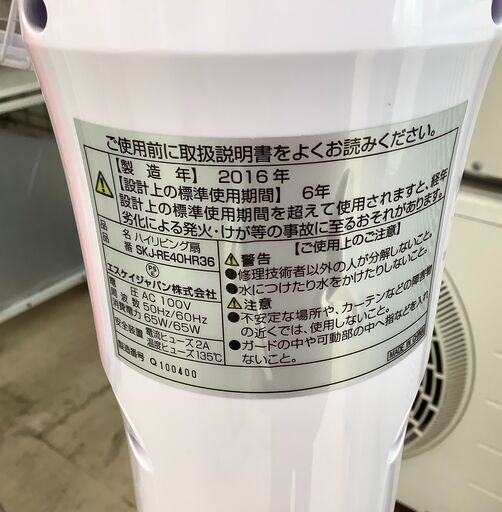 ご使用前に取扱説明書をよくお読みください。
【製造年】2016年
【設計上の標準使用期間】6年
設計上の標準使用期間を超えて使用されますと、経年
劣化による発火・けが等の事故に至るおそれがあります。
品名 ハイリビング扇
品番 SKJ-RE40HR36
PSE
エスケイジャパン株式会社
電圧 AC 100V
周波数 50Hz/60Hz
消費電力 65W/65W
安全装置 電流ヒューズ 2A
温度ヒューズ 135℃
製造番号 Q100400
【ご使用上のご注意】
警告
●修理技術者以外の人が分解しないこと。
●水につけたり水をかけたりしないこと。
注意
●不安定な場所や、カーテンなどの障害物
の近くでは、使用しないこと。
●ガードの中や可動部の中へ指などを入れ
ないこと。
MADE IN CHINA